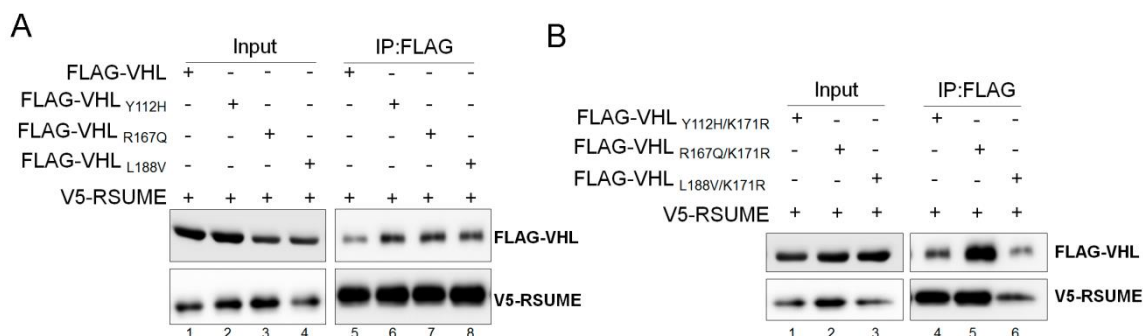 A
Input IP:FLAG
FLAG-VHL + - - - + - - -
FLAG-VHL Y112H - + - - - + - -
FLAG-VHL R167Q - - + - - - + -
FLAG-VHL L188V - - - + - - - +
V5-RSUME + + + + + + + +
FLAG-VHL
V5-RSUME
1 2 3 4 5 6 7 8
B
Input IP:FLAG
FLAG-VHL Y112H/K171R + - - + - -
FLAG-VHL R167Q/K171R - + - - + -
FLAG-VHL L188V/K171R - - + - - +
V5-RSUME + + + + + +
FLAG-VHL
V5-RSUME
1 2 3 4 5 6